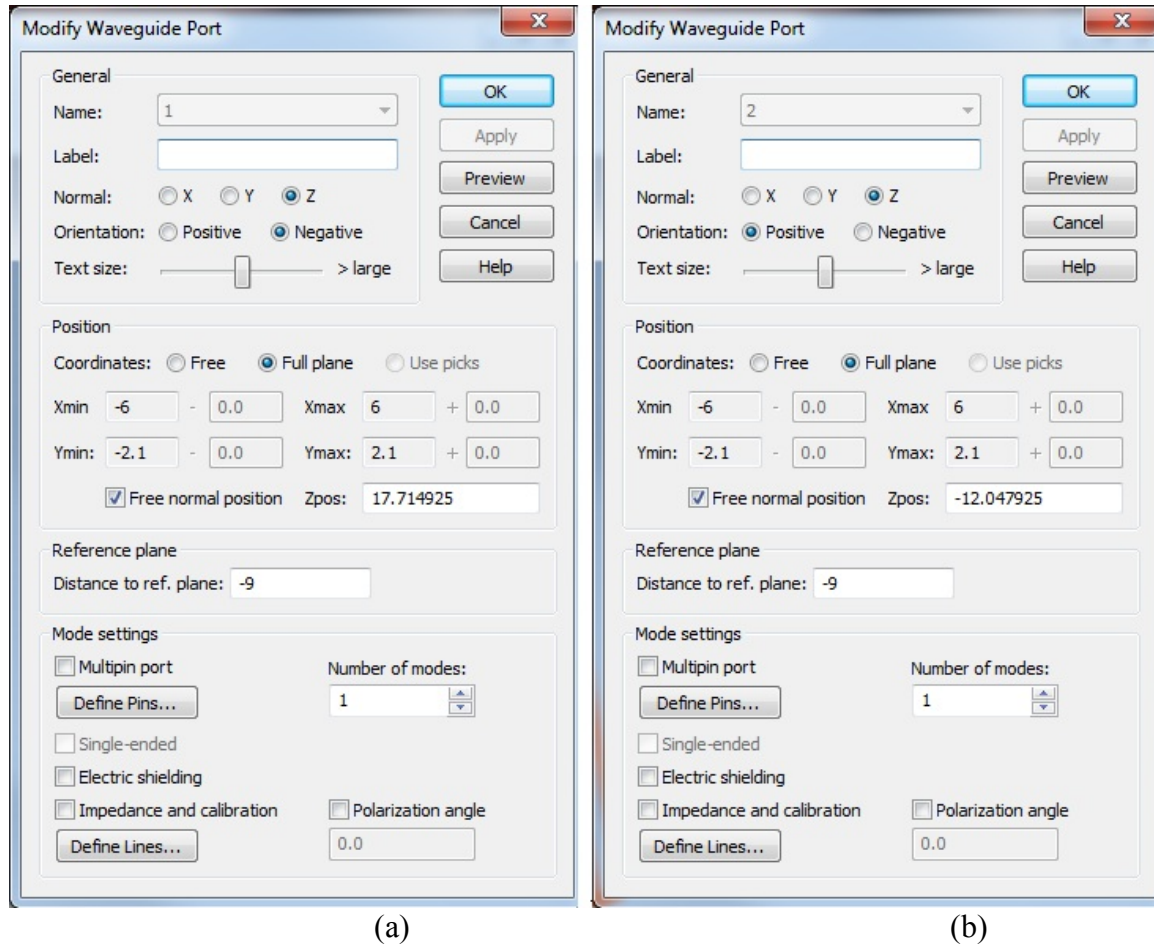 Modify Waveguide Port
General
Name: 1
Label:
Normal: X Y Z
Orientation: Positive Negative
Text size: > large
OK
Apply
Preview
Cancel
Help
Position
Coordinates: Free Full plane Use picks
Xmin -6 - 0.0 Xmax 6 + 0.0
Ymin: -2.1 - 0.0 Ymax: 2.1 + 0.0
Free normal position Zpos: 17.714925
Reference plane
Distance to ref. plane: -9
Mode settings
Multipin port Number of modes:
Define Pins... 1
Single-ended
Electric shielding
Impedance and calibration Polarization angle
Define Lines... 0.0
(a)
Modify Waveguide Port
General
Name: 2
Label:
Normal: X Y Z
Orientation: Positive Negative
Text size: > large
OK
Apply
Preview
Cancel
Help
Position
Coordinates: Free Full plane Use picks
Xmin -6 - 0.0 Xmax 6 + 0.0
Ymin: -2.1 - 0.0 Ymax: 2.1 + 0.0
Free normal position Zpos: -12.047925
Reference plane
Distance to ref. plane: -9
Mode settings
Multipin port Number of modes:
Define Pins... 1
Single-ended
Electric shielding
Impedance and calibration Polarization angle
Define Lines... 0.0
(b)